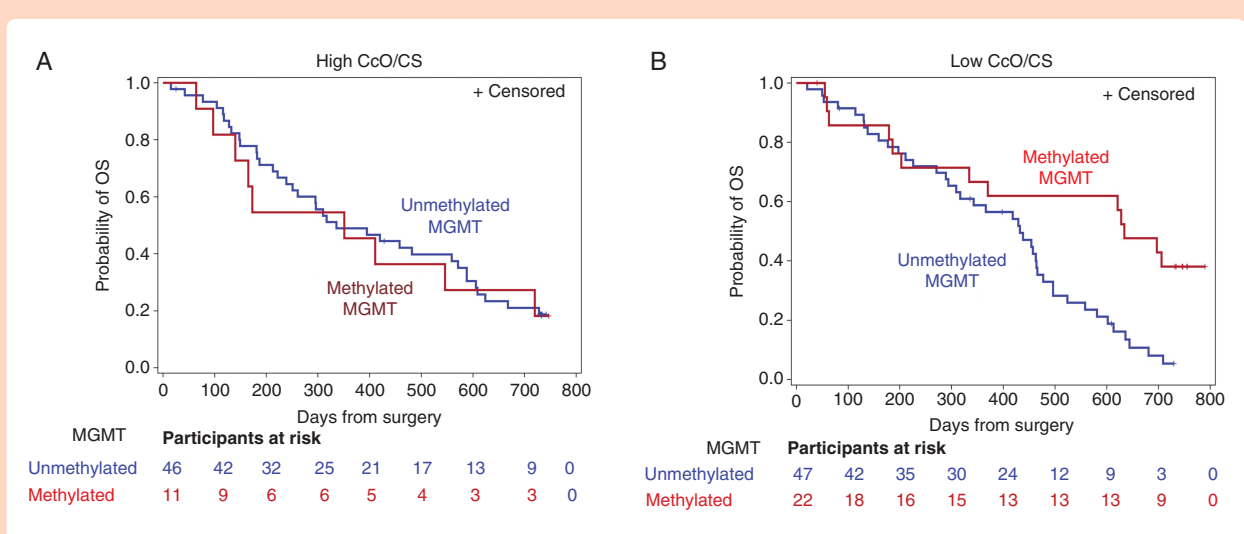 A
High CcO/CS
+ Censored
1.0
0.8
0.6
0.4
0.2
0.0
Probability of OS
Unmethylated
MGMT
Methylated
MGMT
0 100 200 300 400 500 600 700 800
Days from surgery
MGMT Participants at risk
Unmethylated 46 42 32 25 21 17 13 9 0
Methylated 11 9 6 6 5 4 3 3 0
B
Low CcO/CS
+ Censored
1.0
0.8
0.6
0.4
0.2
0.0
Probability of OS
Methylated
MGMT
Unmethylated
MGMT
0 100 200 300 400 500 600 700 800
Days from surgery
MGMT Participants at risk
Unmethylated 47 42 35 30 24 12 9 3 0
Methylated 22 18 16 15 13 13 13 9 0